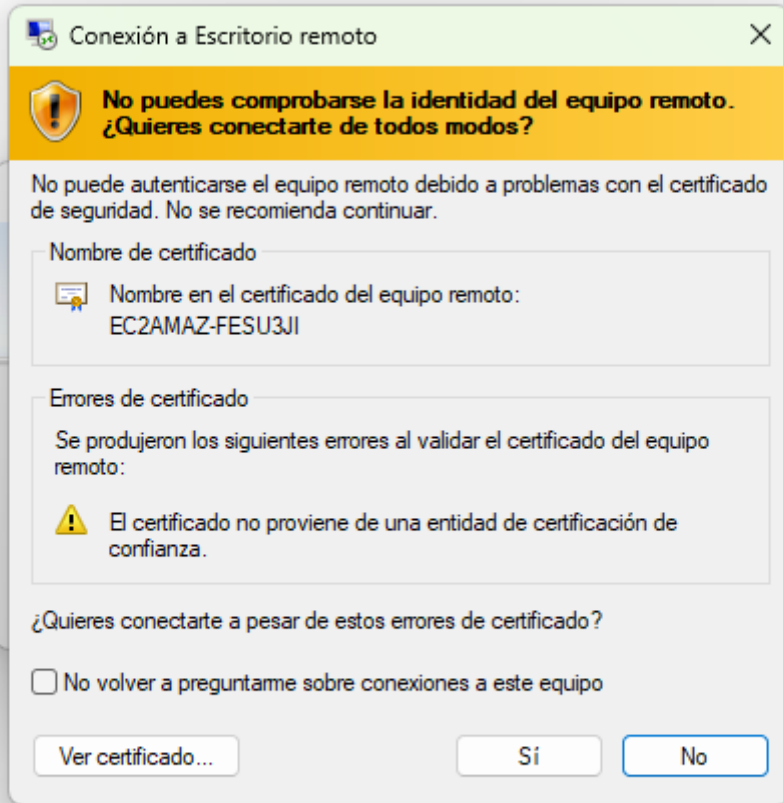 Conexión a Escritorio remoto
No puedes comprobarse la identidad del equipo remoto.
¿Quieres conectarte de todos modos?
No puede autenticarse el equipo remoto debido a problemas con el certificado
de seguridad. No se recomienda continuar.
Nombre de certificado
Nombre en el certificado del equipo remoto:
EC2AMAZ-FESU3JI
Errores de certificado
Se produjeron los siguientes errores al validar el certificado del equipo
remoto:
El certificado no proviene de una entidad de certificación de
confianza.
¿Quieres conectarte a pesar de estos errores de certificado?
No volver a preguntarme sobre conexiones a este equipo
Ver certificado...
Sí
No